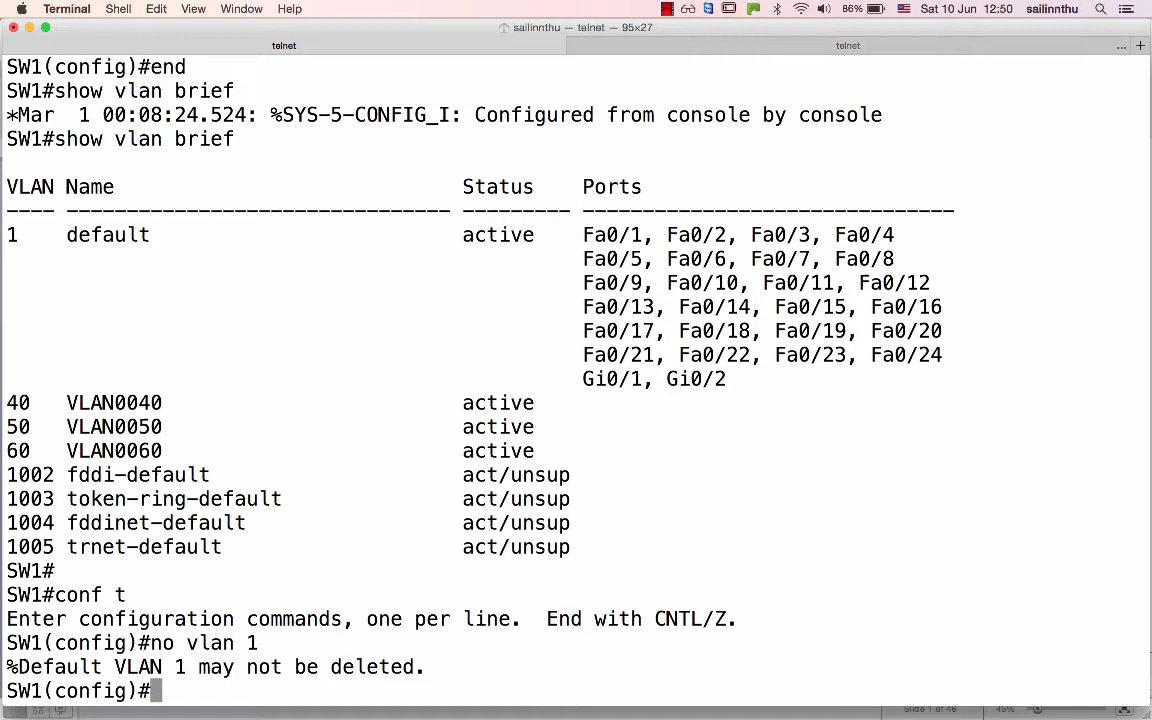 Terminal Shell Edit View Window Help 86% Sat 10 Jun 12:50 sailinnthu
sailinnthu — telnet — 95x27
telnet telnet ... +
SW1(config)#end
SW1#show vlan brief
*Mar  1 00:08:24.524: %SYS-5-CONFIG_I: Configured from console by console
SW1#show vlan brief
VLAN Name                             Status    Ports
---- -------------------------------- --------- -------------------------------
1    default                          active    Fa0/1, Fa0/2, Fa0/3, Fa0/4
                                                Fa0/5, Fa0/6, Fa0/7, Fa0/8
                                                Fa0/9, Fa0/10, Fa0/11, Fa0/12
                                                Fa0/13, Fa0/14, Fa0/15, Fa0/16
                                                Fa0/17, Fa0/18, Fa0/19, Fa0/20
                                                Fa0/21, Fa0/22, Fa0/23, Fa0/24
                                                Gi0/1, Gi0/2
40   VLAN0040                         active
50   VLAN0050                         active
60   VLAN0060                         active
1002 fddi-default                     act/unsup
1003 token-ring-default               act/unsup
1004 fddinet-default                  act/unsup
1005 trnet-default                    act/unsup
SW1#
SW1#conf t
Enter configuration commands, one per line.  End with CNTL/Z.
SW1(config)#no vlan 1
%Default VLAN 1 may not be deleted.
SW1(config)#
Slide 1 of 46 45%